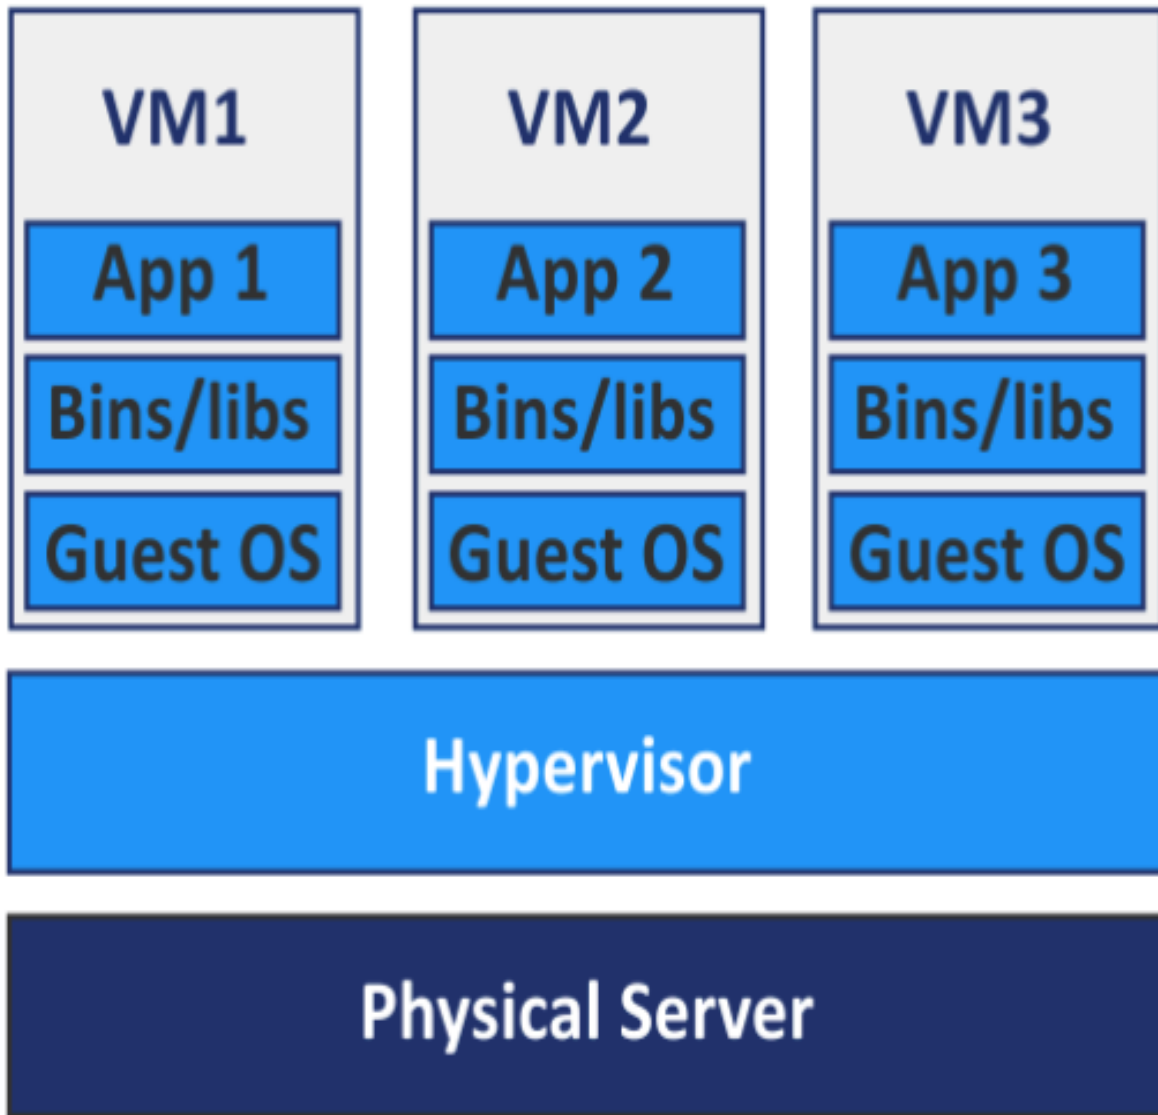 VM1
App 1
Bins/libs
Guest OS
VM2
App 2
Bins/libs
Guest OS
VM3
App 3
Bins/libs
Guest OS
Hypervisor
Physical Server